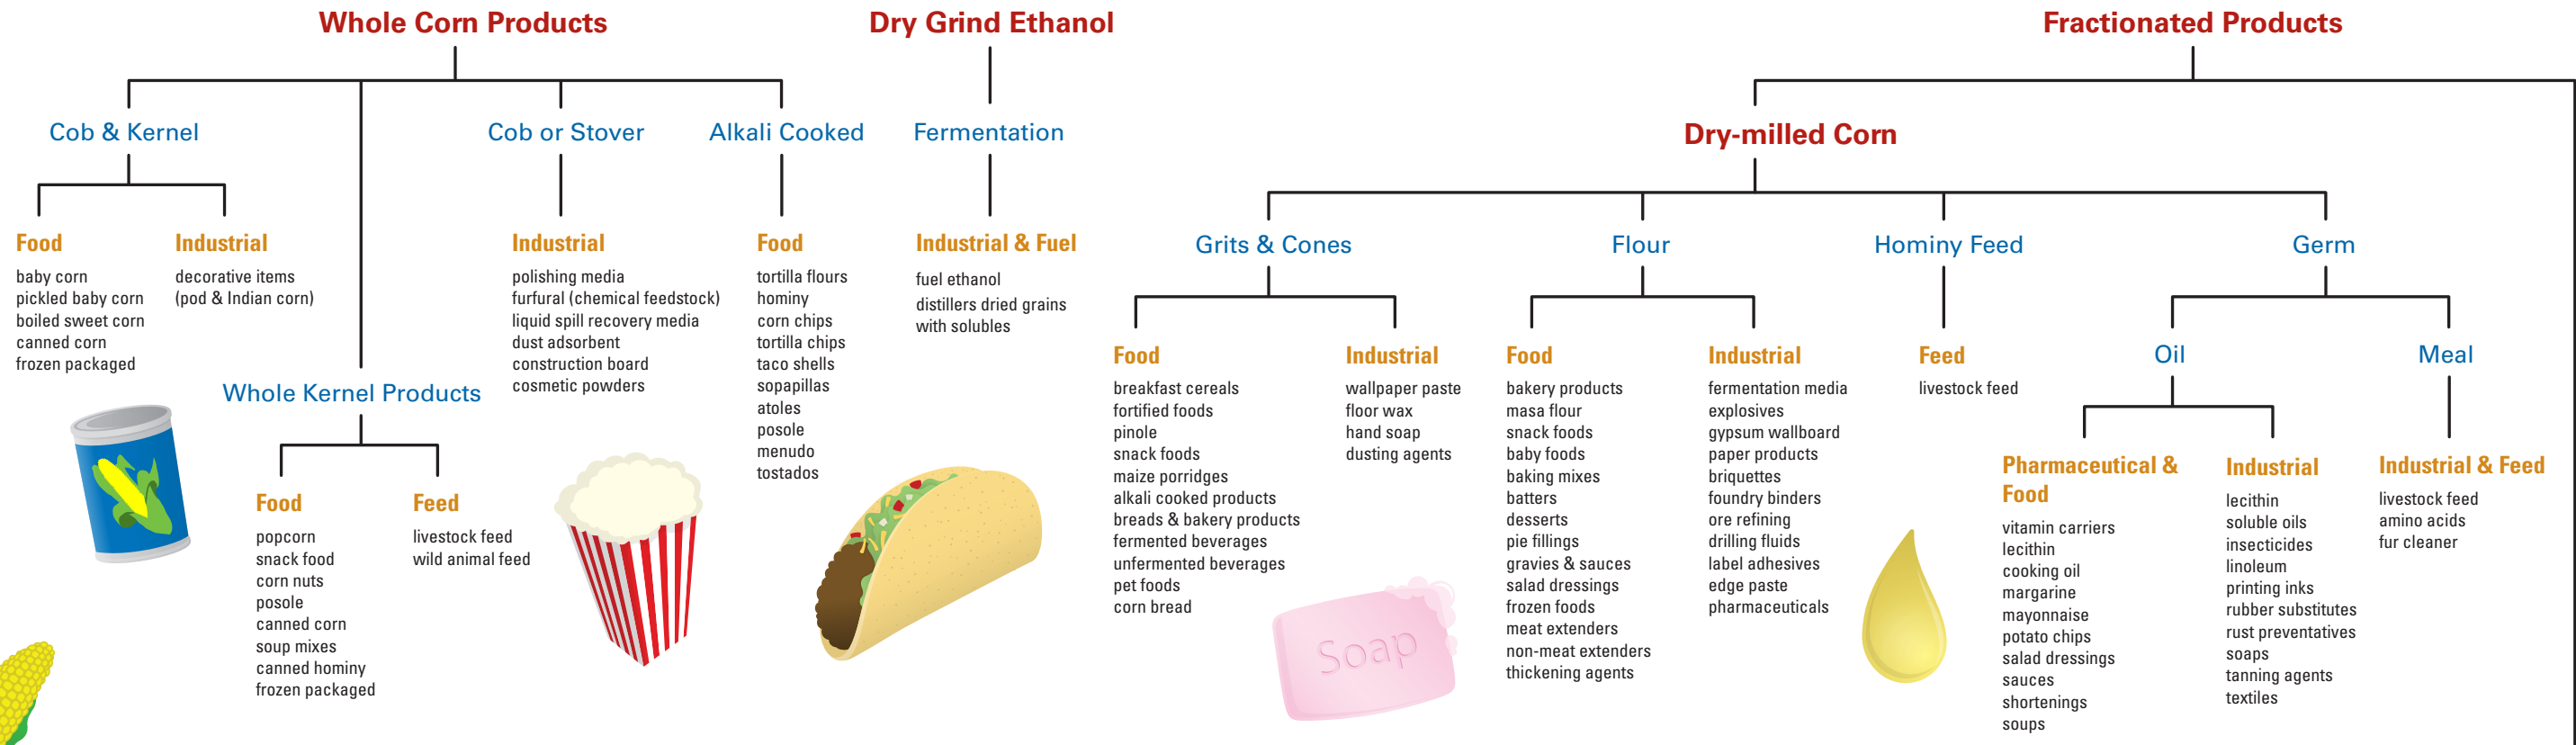 Whole Corn Products
Cob & Kernel
Food
baby corn
pickled baby corn
boiled sweet corn
canned corn
frozen packaged
Industrial
decorative items
(pod & Indian corn)
Whole Kernel Products
Food
popcorn
snack food
corn nuts
posole
canned corn
soup mixes
canned hominy
frozen packaged
Feed
livestock feed
wild animal feed
Cob or Stover
Industrial
polishing media
furfural (chemical feedstock)
liquid spill recovery media
dust adsorbent
construction board
cosmetic powders
Alkali Cooked
Food
tortilla flours
hominy
corn chips
tortilla chips
taco shells
sopapillas
atoles
posole
menudo
tostados
Dry Grind Ethanol
Fermentation
Industrial & Fuel
fuel ethanol
distillers dried grains
with solubles
Fractionated Products
Dry-milled Corn
Grits & Cones
Food
breakfast cereals
fortified foods
pinole
snack foods
maize porridges
alkali cooked products
breads & bakery products
fermented beverages
unfermented beverages
pet foods
corn bread
Industrial
wallpaper paste
floor wax
hand soap
dusting agents
Soap
Flour
Food
bakery products
masa flour
snack foods
baby foods
baking mixes
batters
desserts
pie fillings
gravies & sauces
salad dressings
frozen foods
meat extenders
non-meat extenders
thickening agents
Industrial
fermentation media
explosives
gypsum wallboard
paper products
briquettes
foundry binders
ore refining
drilling fluids
label adhesives
edge paste
pharmaceuticals
Hominy Feed
Feed
livestock feed
Germ
Oil
Pharmaceutical &
Food
vitamin carriers
lecithin
cooking oil
margarine
mayonnaise
potato chips
salad dressings
sauces
shortenings
soups
Industrial
lecithin
soluble oils
insecticides
linoleum
printing inks
rubber substitutes
rust preventatives
soaps
tanning agents
textiles
Meal
Industrial & Feed
livestock feed
amino acids
fur cleaner